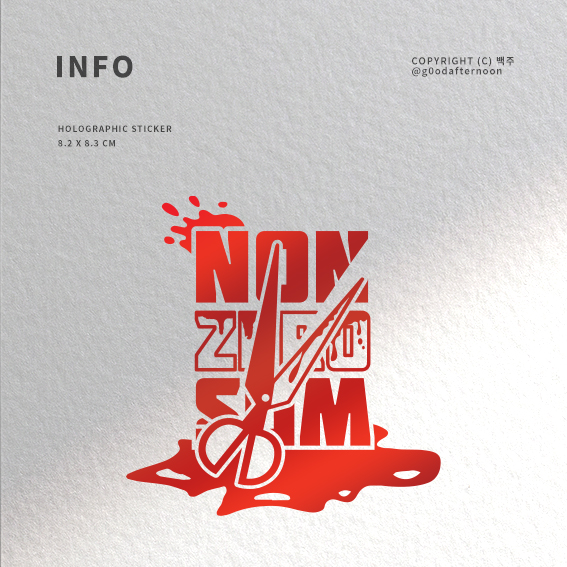 INFO
COPYRIGHT (C) 백주
@g0odafternoon
HOLOGRAPHIC STICKER
8.2 X 8.3 CM
NON
ZERO
SUM